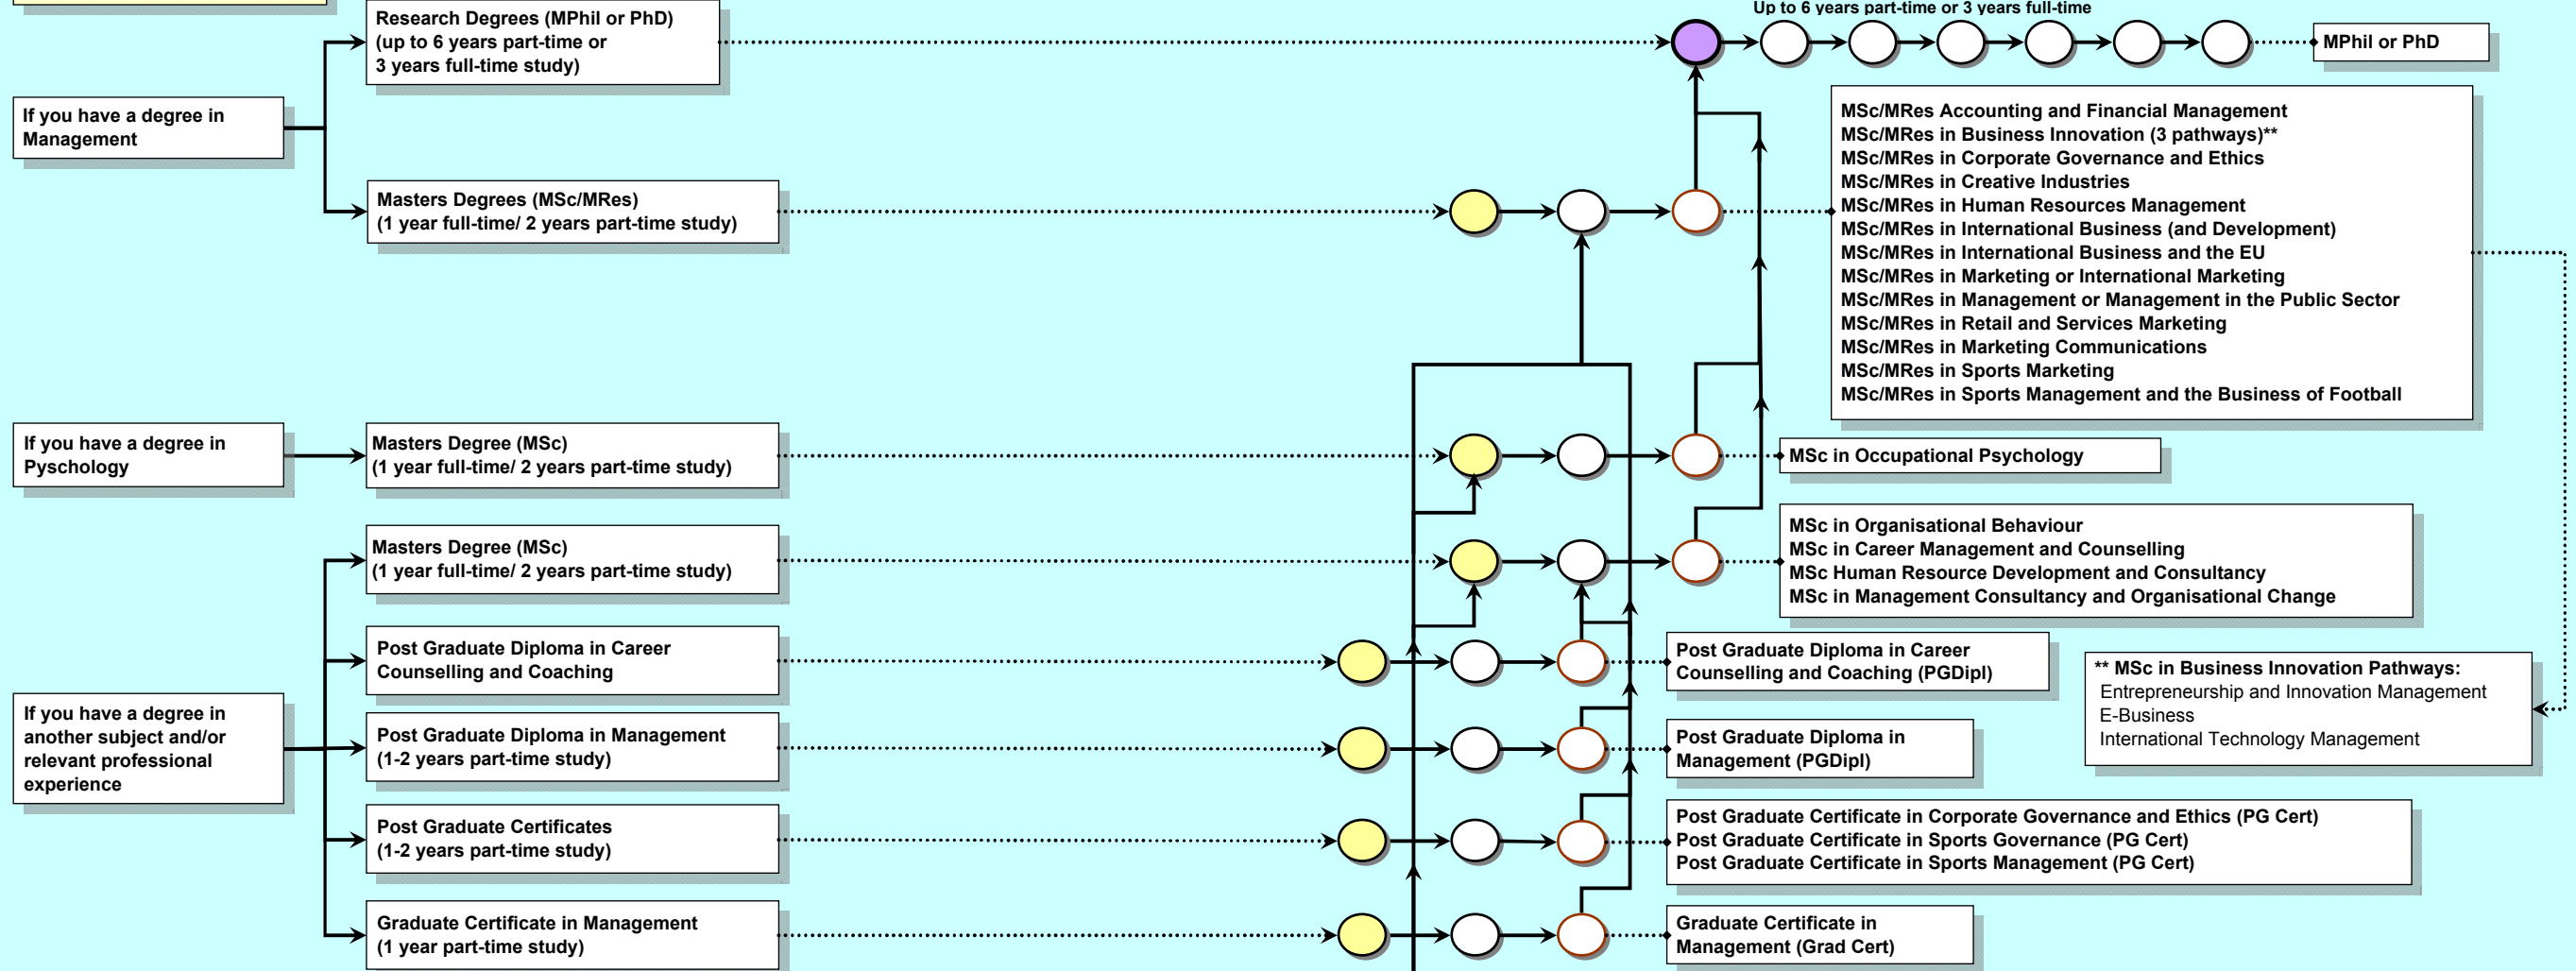 Up to 6 years part-time or 3 years full-time
Research Degrees (MPhil or PhD)
(up to 6 years part-time or
3 years full-time study)
MPhil or PhD
If you have a degree in
Management
Masters Degrees (MSc/MRes)
(1 year full-time/ 2 years part-time study)
MSc/MRes Accounting and Financial Management
MSc/MRes in Business Innovation (3 pathways)**
MSc/MRes in Corporate Governance and Ethics
MSc/MRes in Creative Industries
MSc/MRes in Human Resources Management
MSc/MRes in International Business (and Development)
MSc/MRes in International Business and the EU
MSc/MRes in Marketing or International Marketing
MSc/MRes in Management or Management in the Public Sector
MSc/MRes in Retail and Services Marketing
MSc/MRes in Marketing Communications
MSc/MRes in Sports Marketing
MSc/MRes in Sports Management and the Business of Football
If you have a degree in
Pyschology
Masters Degree (MSc)
(1 year full-time/ 2 years part-time study)
MSc in Occupational Psychology
Masters Degree (MSc)
(1 year full-time/ 2 years part-time study)
MSc in Organisational Behaviour
MSc in Career Management and Counselling
MSc Human Resource Development and Consultancy
MSc in Management Consultancy and Organisational Change
Post Graduate Diploma in Career
Counselling and Coaching
Post Graduate Diploma in Career
Counselling and Coaching (PGDipl)
** MSc in Business Innovation Pathways:
Entrepreneurship and Innovation Management
E-Business
International Technology Management
If you have a degree in
another subject and/or
relevant professional
experience
Post Graduate Diploma in Management
(1-2 years part-time study)
Post Graduate Diploma in
Management (PGDipl)
Post Graduate Certificates
(1-2 years part-time study)
Post Graduate Certificate in Corporate Governance and Ethics (PG Cert)
Post Graduate Certificate in Sports Governance (PG Cert)
Post Graduate Certificate in Sports Management (PG Cert)
Graduate Certificate in Management
(1 year part-time study)
Graduate Certificate in
Management (Grad Cert)